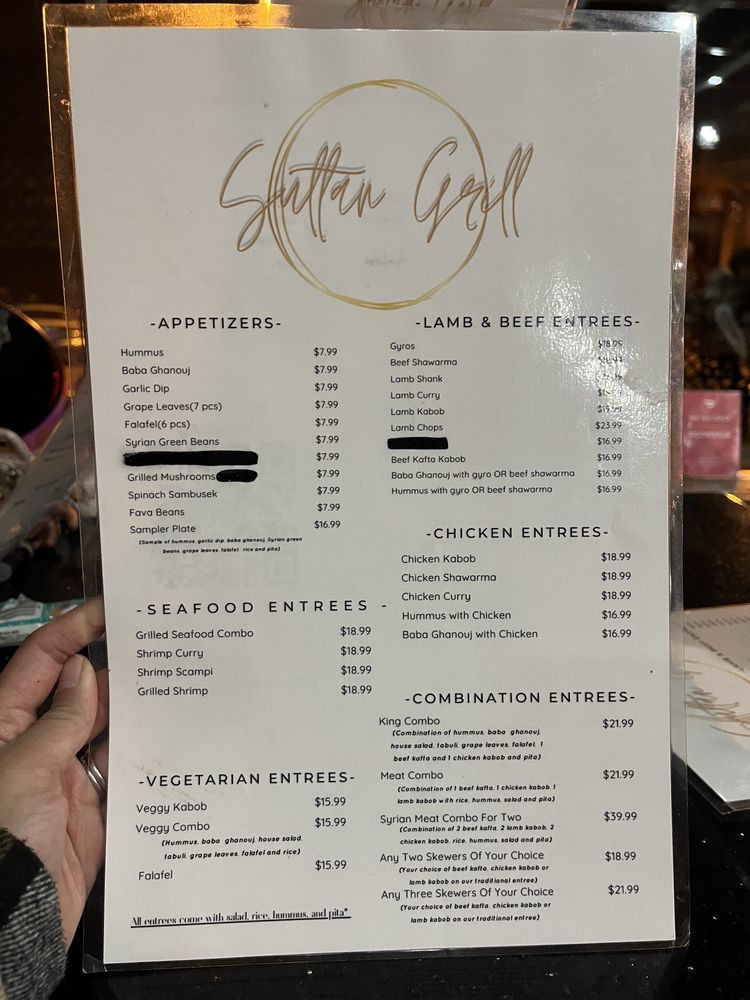 Sultan Grill
-APPETIZERS-
Hummus $7.99
Baba Ghanouj $7.99
Garlic Dip $7.99
Grape Leaves(7 pcs) $7.99
Falafel(6 pcs) $7.99
Syrian Green Beans $7.99
$7.99
Grilled Mushrooms $7.99
Spinach Sambusek $7.99
Fava Beans $7.99
Sampler Plate $16.99
(Sample of hummus, garlic dip, baba ghanouj, Syrian green
beans, grape leaves, falafel, rice and pita)
-SEAFOOD ENTREES -
Grilled Seafood Combo $18.99
Shrimp Curry $18.99
Shrimp Scampi $18.99
Grilled Shrimp $18.99
-VEGETARIAN ENTREES-
Veggy Kabob $15.99
Veggy Combo $15.99
(Hummus, baba ghanouj, house salad,
tabuli, grape leaves, falafel and rice)
Falafel $15.99
All entrees come with salad, rice, hummus, and pita*
-LAMB & BEEF ENTREES-
Gyros
Beef Shawarma
Lamb Shank
Lamb Curry
Lamb Kabob
Lamb Chops $23.99
$16.99
Beef Kafta Kabob $16.99
Baba Ghanouj with gyro OR beef shawarma $16.99
Hummus with gyro OR beef shawarma $16.99
-CHICKEN ENTREES-
Chicken Kabob $18.99
Chicken Shawarma $18.99
Chicken Curry $18.99
Hummus with Chicken $16.99
Baba Ghanouj with Chicken $16.99
-COMBINATION ENTREES-
King Combo $21.99
(Combination of hummus, baba ghanouj,
house salad, tabuli, grape leaves, falafel, 1
beef kafta and 1 chicken kabob and pita)
Meat Combo $21.99
(Combination of 1 beef kafta, 1 chicken kabob, 1
lamb kabob with rice, hummus, salad and pita)
Syrian Meat Combo For Two $39.99
(Combination of 2 beef kafta, 2 lamb kabob, 2
chicken kabob, rice, hummus, salad and pita)
Any Two Skewers Of Your Choice $18.99
(Your choice of beef kafta, chicken kabob or
lamb kabob on our traditional entree)
Any Three Skewers Of Your Choice $21.99
(Your choice of beef kafta, chicken kabob or
lamb kabob on our traditional entree)